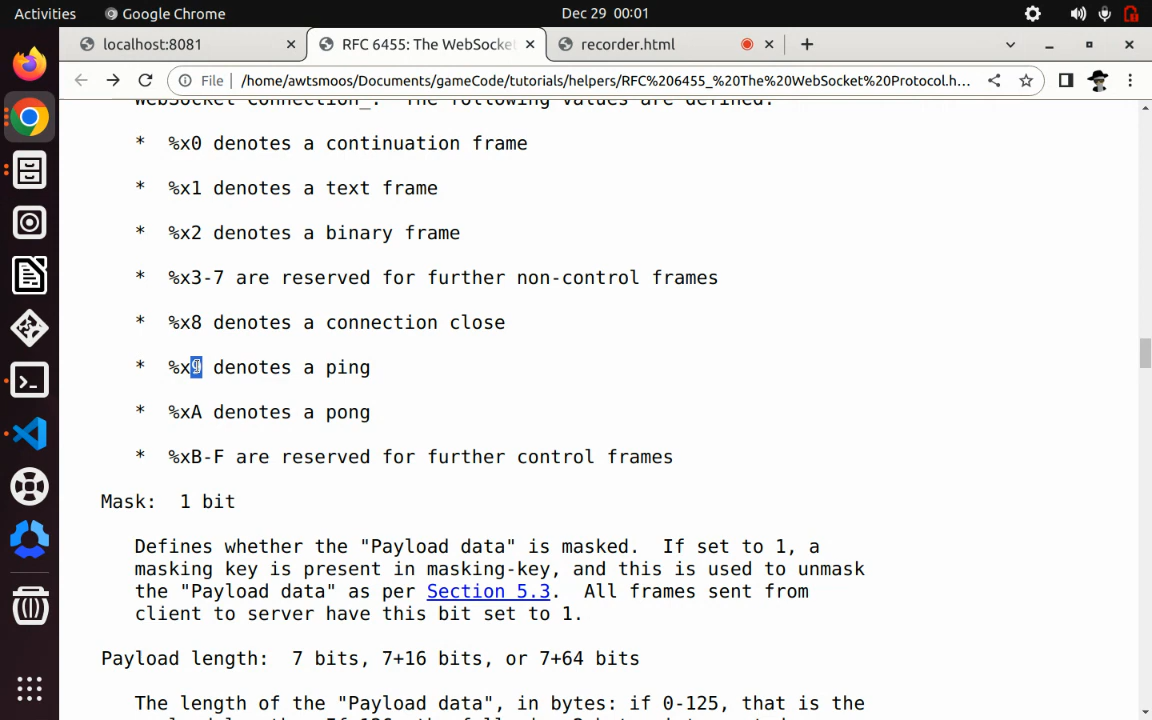 Activities
Google Chrome
Dec 29 00:01
localhost:8081
RFC 6455: The WebSocket
recorder.html
File
/home/awtsmoos/Documents/gameCode/tutorials/helpers/RFC%206455_%20The%20WebSocket%20Protocol.h...
WebSocket Connection_. The following values are defined.
* %x0 denotes a continuation frame
* %x1 denotes a text frame
* %x2 denotes a binary frame
* %x3-7 are reserved for further non-control frames
* %x8 denotes a connection close
* %x9 denotes a ping
* %xA denotes a pong
* %xB-F are reserved for further control frames
Mask: 1 bit
Defines whether the "Payload data" is masked. If set to 1, a
masking key is present in masking-key, and this is used to unmask
the "Payload data" as per Section 5.3. All frames sent from
client to server have this bit set to 1.
Payload length: 7 bits, 7+16 bits, or 7+64 bits
The length of the "Payload data", in bytes: if 0-125, that is the